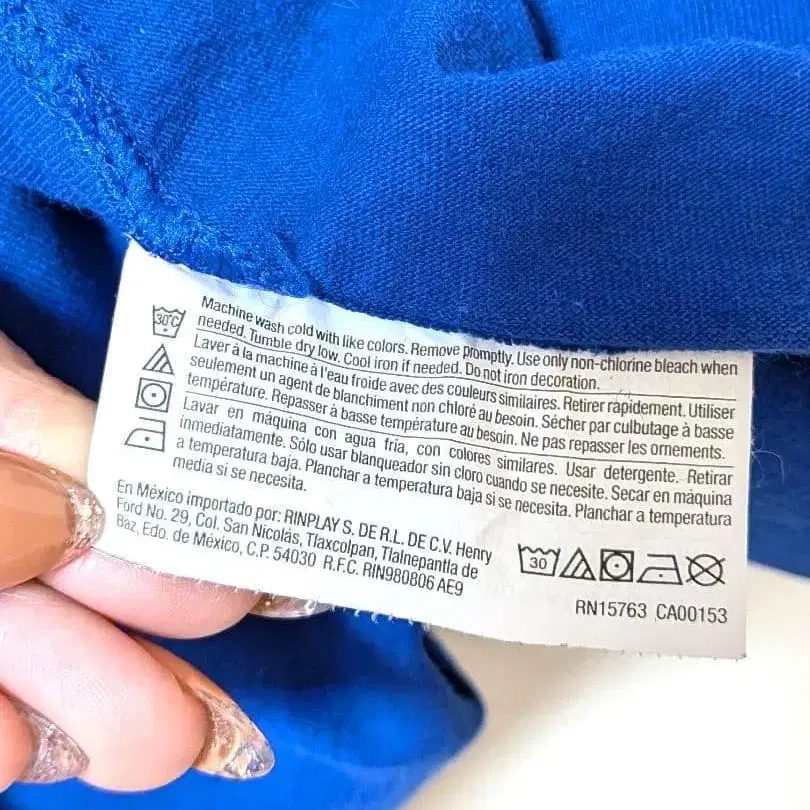 30°C
Machine wash cold with like colors. Remove promptly. Use only non-chlorine bleach when
needed. Tumble dry low. Cool iron if needed. Do not iron decoration.
Laver à la machine à l'eau froide avec des couleurs similaires. Retirer rapidement. Utiliser
seulement un agent de blanchiment non chloré au besoin. Sécher par culbutage à basse
température. Repasser à basse température au besoin. Ne pas repasser les ornements.
Lavar en máquina con agua fria, con colores similares. Usar detergente. Retirar
inmediatamente. Sólo usar blanqueador sin cloro cuando se necesite. Secar en máquina
a temperatura baja. Planchar a temperatura baja si se necesita. Planchar a temperatura
media si se necesita.
En México importado por: RINPLAY S, DE R.L. DE C.V. Henry
Ford No. 29, Col. San Nicolás, Tlaxcolpan, Tlalnepantla de
Baz, Edo. de México, C.P. 54030 R.F.C. RIN980806 AE9
30
RN15763 CA00153